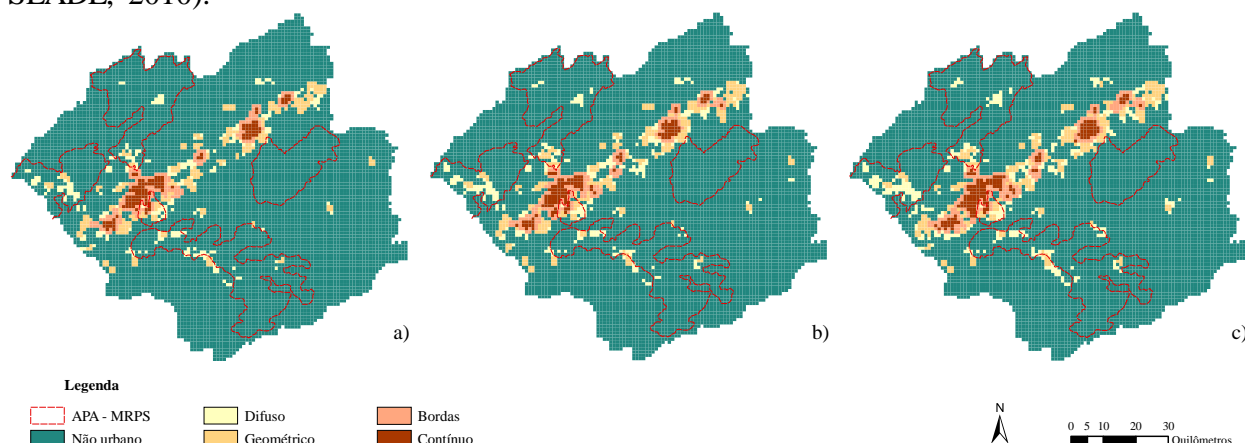 SEADE, 2010).
a)
b)
c)
Legenda
APA - MRPS
Difuso
Bordas
Não urbano
Geométrico
Contínuo
N
0 5 10 20 30
Quilômetros